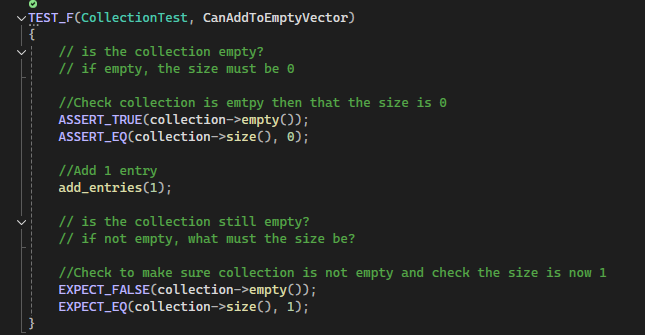 TEST_F(CollectionTest, CanAddToEmptyVector)
{
// is the collection empty?
// if empty, the size must be 0
//Check collection is emtpy then that the size is 0
ASSERT_TRUE(collection->empty());
ASSERT_EQ(collection->size(), 0);
//Add 1 entry
add_entries(1);
// is the collection still empty?
// if not empty, what must the size be?
//Check to make sure collection is not empty and check the size is now 1
EXPECT_FALSE(collection->empty());
EXPECT_EQ(collection->size(), 1);
}